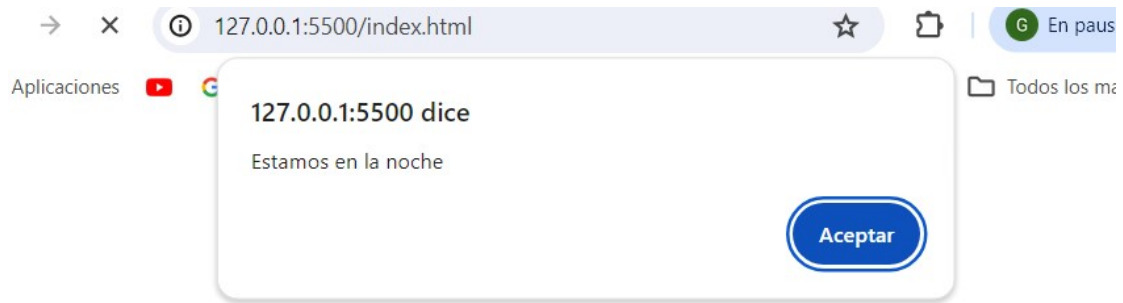 127.0.0.1:5500/index.html
G En paus
Aplicaciones
Todos los ma
127.0.0.1:5500 dice
Estamos en la noche
Aceptar